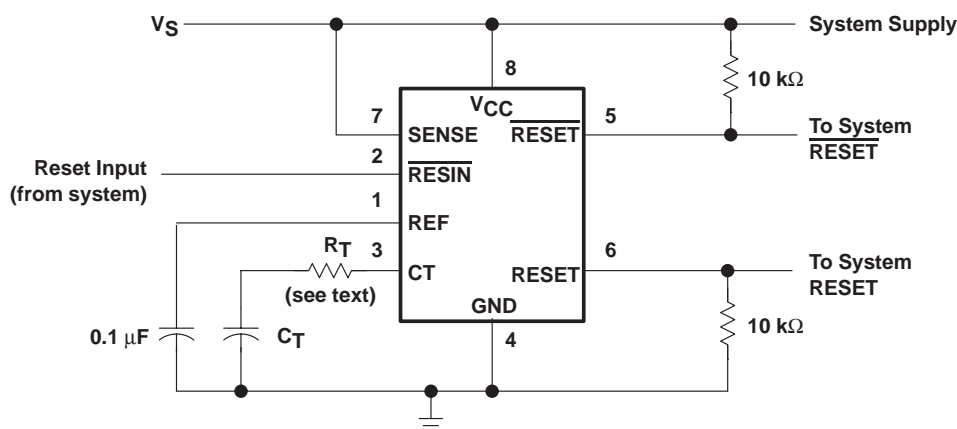 VS
System Supply
8
10 kΩ
VCC
7
SENSE
RESET
5
To System
RESET
2
Reset Input
(from system)
RESIN
1
REF
RT
3
CT
(see text)
RESET
6
To System
RESET
GND
4
0.1 μF
CT
10 kΩ